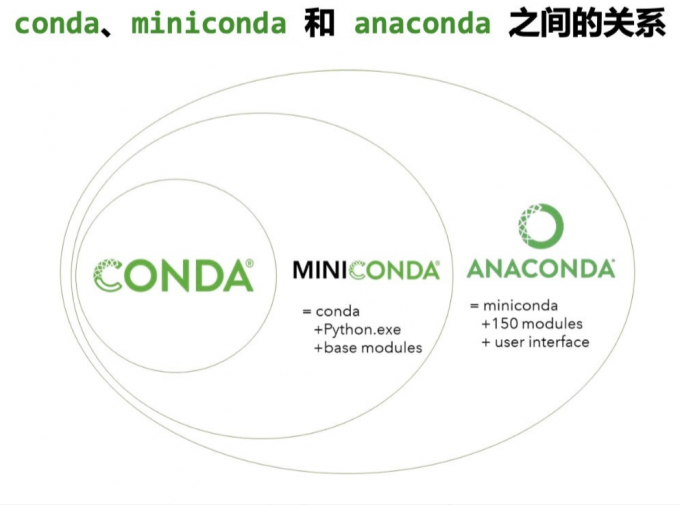 conda、miniconda 和 anaconda 之间的关系
CONDA®
MINICONDA®
= conda
+Python.exe
+base modules
ANACONDA®
= miniconda
+150 modules
+ user interface